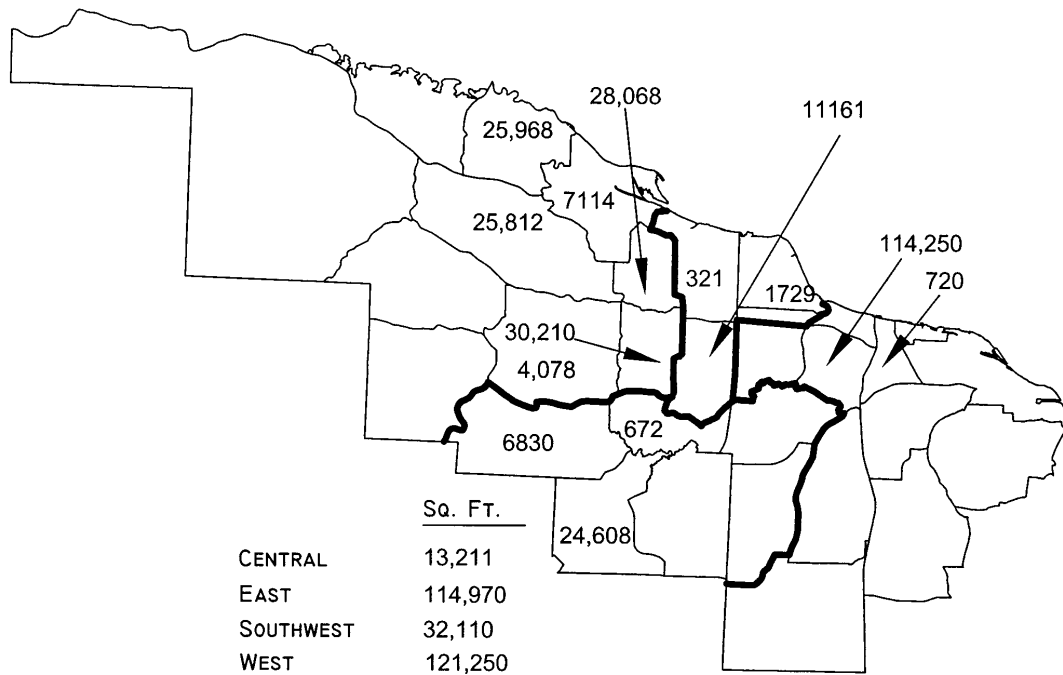 28,068
11161
25,968
7114
25,812
114,250
321
720
1729
30,210
4,078
6830
672
24,608
SQ. FT.
CENTRAL 13,211
EAST 114,970
SOUTHWEST 32,110
WEST 121,250